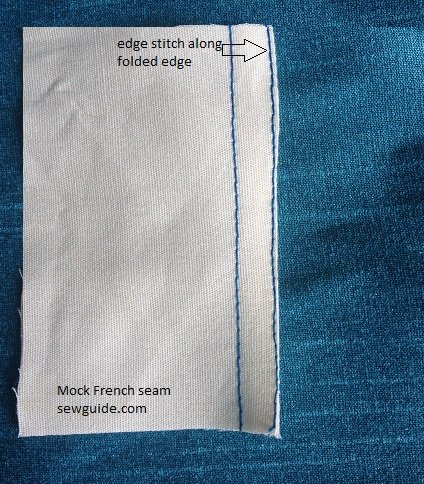 edge stitch along
folded edge
Mock French seam
sewguide.com